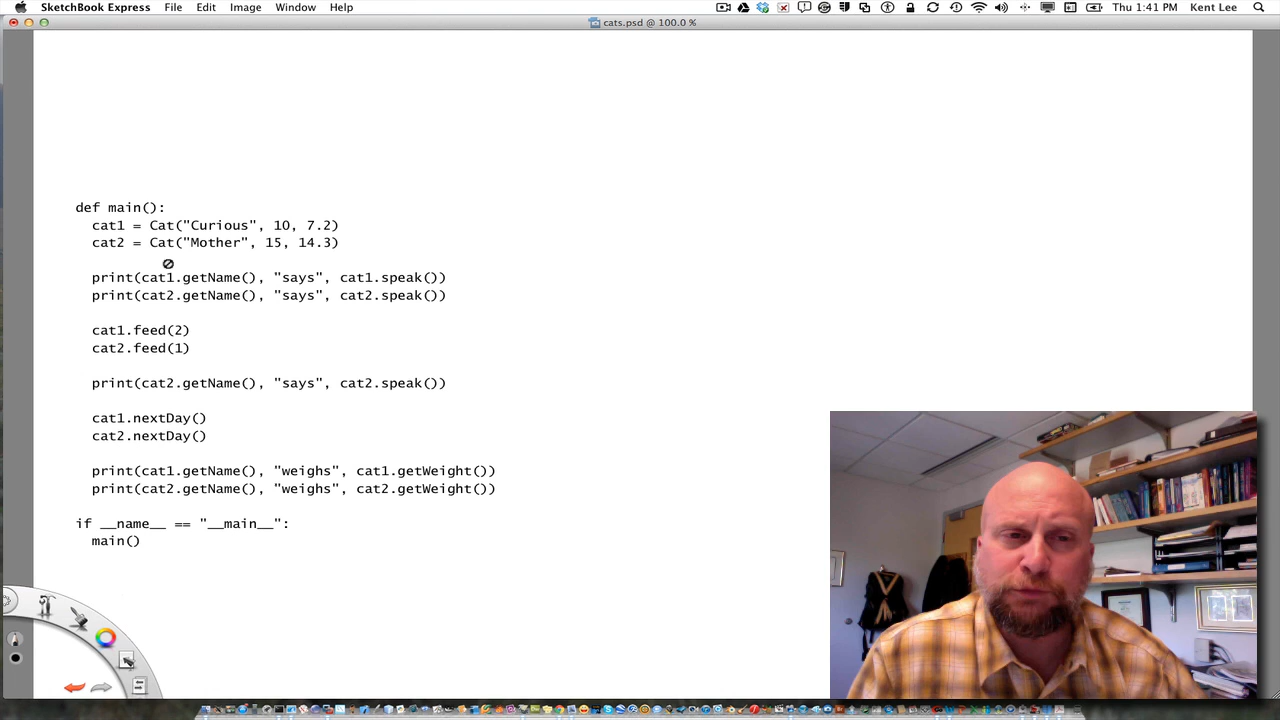 SketchBook Express File Edit Image Window Help Thu 1:41 PM Kent Lee
cats.psd @ 100.0 %
def main():
cat1 = Cat("Curious", 10, 7.2)
cat2 = Cat("Mother", 15, 14.3)
print(cat1.getName(), "says", cat1.speak())
print(cat2.getName(), "says", cat2.speak())
cat1.feed(2)
cat2.feed(1)
print(cat2.getName(), "says", cat2.speak())
cat1.nextDay()
cat2.nextDay()
print(cat1.getName(), "weighs", cat1.getWeight())
print(cat2.getName(), "weighs", cat2.getWeight())
if __name__ == "__main__":
main()